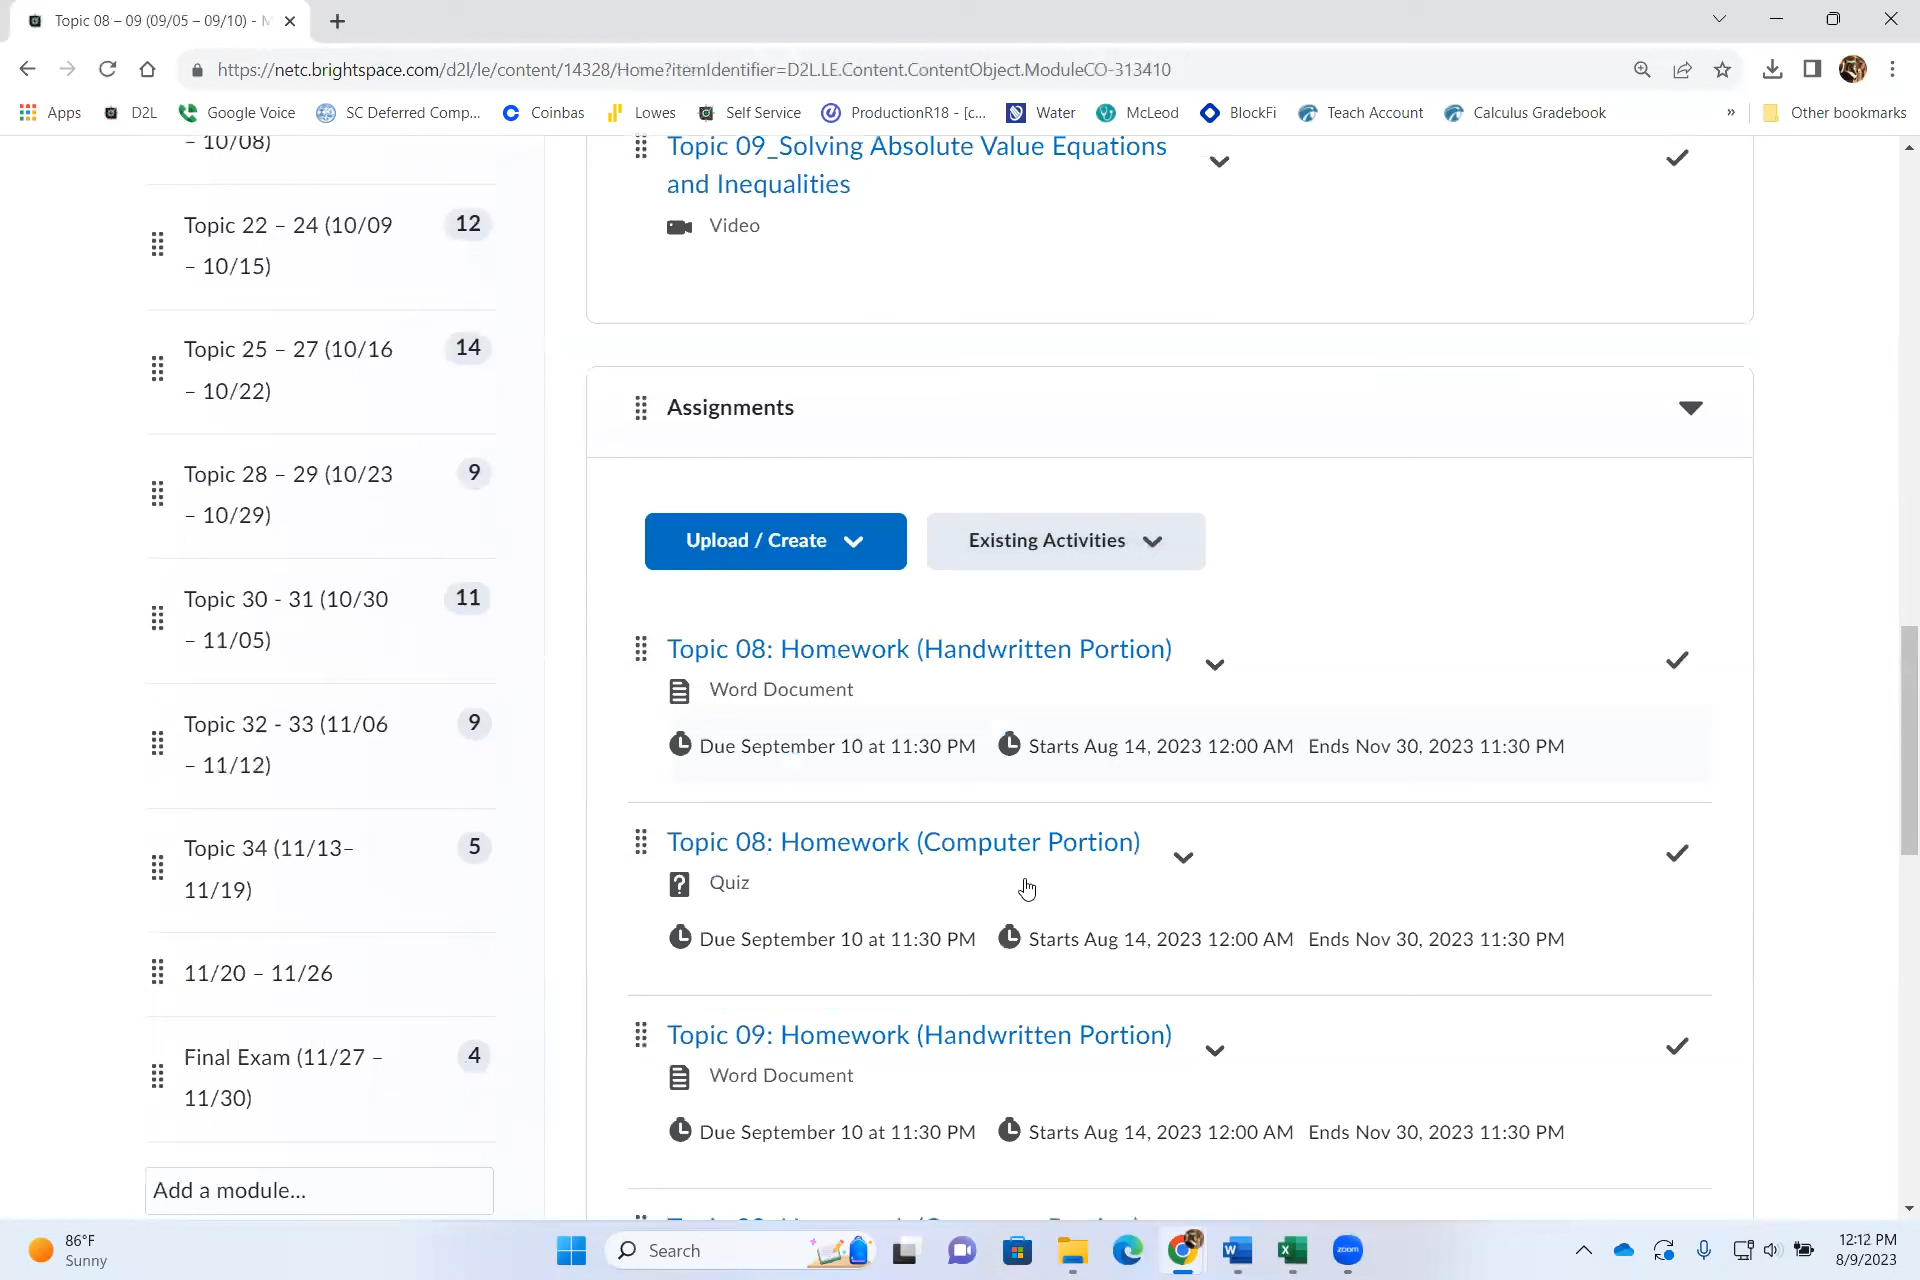 Topic 08 – 09 (09/05 – 09/10) - M
https://netc.brightspace.com/d2l/le/content/14328/Home?itemIdentifier=D2L.LE.Content.ContentObject.ModuleCO-313410
Apps D2L Google Voice SC Deferred Comp... Coinbas Lowes Self Service ProductionR18 - [c... Water McLeod BlockFi Teach Account Calculus Gradebook » Other bookmarks
– 10/08)
Topic 22 – 24 (10/09 12
– 10/15)
Topic 25 – 27 (10/16 14
– 10/22)
Topic 28 – 29 (10/23 9
– 10/29)
Topic 30 - 31 (10/30 11
– 11/05)
Topic 32 - 33 (11/06 9
– 11/12)
Topic 34 (11/13– 5
11/19)
11/20 – 11/26
Final Exam (11/27 – 4
11/30)
Add a module...
Topic 09_Solving Absolute Value Equations
and Inequalities
Video
Assignments
Upload / Create Existing Activities
Topic 08: Homework (Handwritten Portion)
Word Document
Due September 10 at 11:30 PM Starts Aug 14, 2023 12:00 AM Ends Nov 30, 2023 11:30 PM
Topic 08: Homework (Computer Portion)
Quiz
Due September 10 at 11:30 PM Starts Aug 14, 2023 12:00 AM Ends Nov 30, 2023 11:30 PM
Topic 09: Homework (Handwritten Portion)
Word Document
Due September 10 at 11:30 PM Starts Aug 14, 2023 12:00 AM Ends Nov 30, 2023 11:30 PM
86°F
Sunny
Search
zoom
12:12 PM
8/9/2023